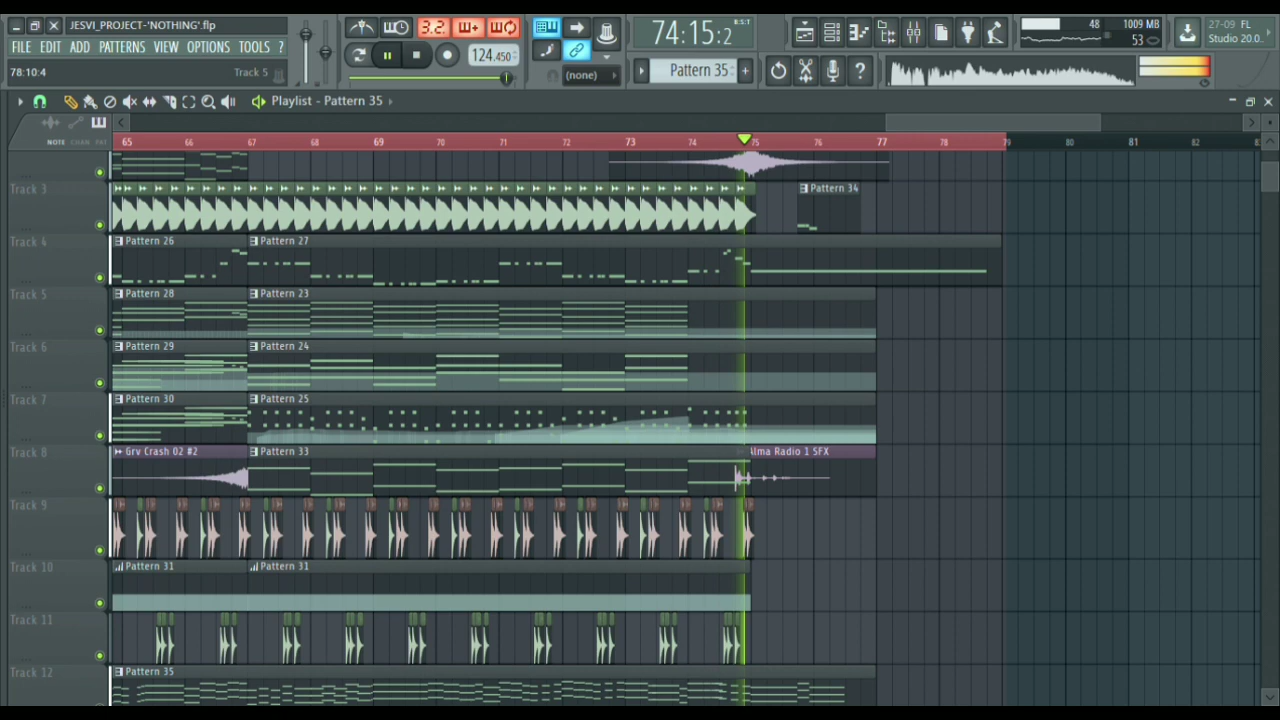 JESVI_PROJECT-'NOTHING'.flp
FILE EDIT ADD PATTERNS VIEW OPTIONS TOOLS ?
78:10:4 Track 5
3.2.
124.450
(none)
74:15:2
B:S:T
Pattern 35
48 1009 MB
53
27-09 FL
Studio 20.0..
Playlist - Pattern 35
NOTE CHAN PAT
65 66 67 68 69 70 71 72 73 74 75 76 77 78 79 80 81 82
Track 3 Pattern 34
Track 4 Pattern 26 Pattern 27
Track 5 Pattern 28 Pattern 23
Track 6 Pattern 29 Pattern 24
Track 7 Pattern 30 Pattern 25
Track 8 Grv Crash 02 #2 Pattern 33 Alma Radio 1 SFX
Track 9
Track 10 Pattern 31 Pattern 31
Track 11
Track 12 Pattern 35